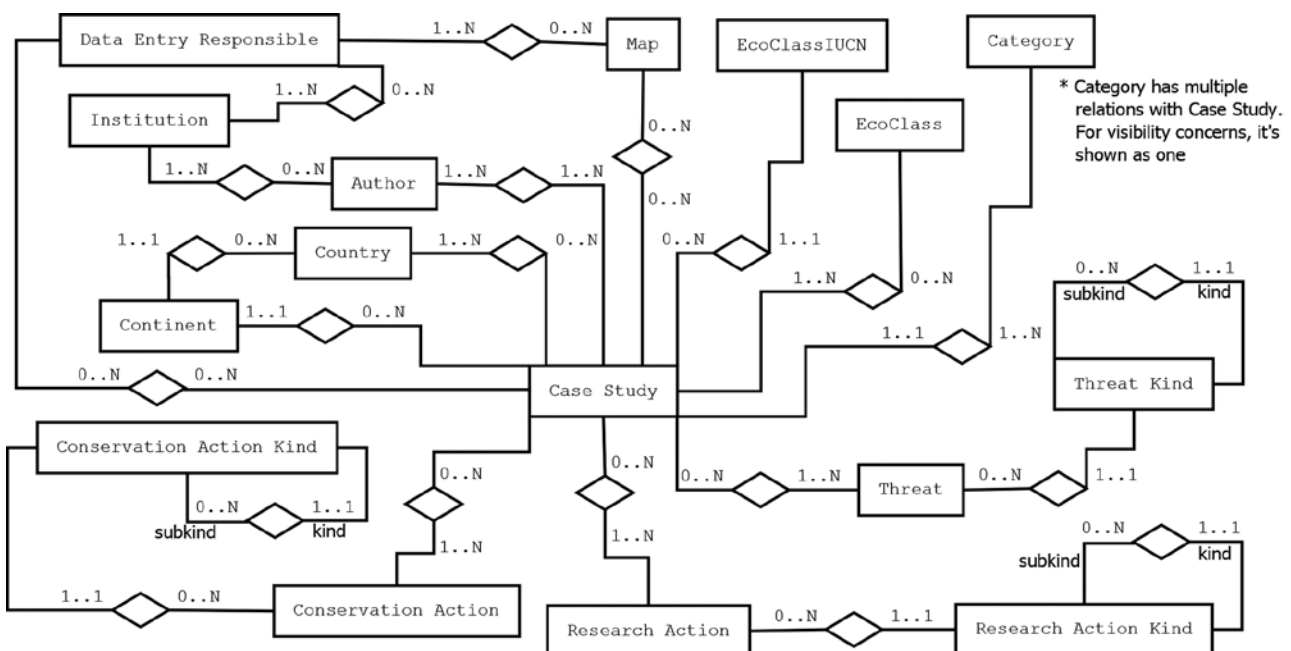 Data Entry Responsible
1..N
0..N
Map
EcoClassIUCN
Category
* Category has multiple
relations with Case Study.
For visibility concerns, it's
shown as one
1..N
0..N
Institution
EcoClass
0..N
1..N
0..N
Author
1..N
1..N
0..N
1..1
0..N
Country
1..N
0..N
0..N
1..1
0..N
subkind
1..1
kind
1..N
0..N
Continent
1..1
0..N
1..1
1..N
0..N
0..N
Case Study
Threat Kind
Conservation Action Kind
0..N
0..N
0..N
1..N
Threat
0..N
1..1
0..N
subkind
1..1
kind
1..N
1..N
0..N
subkind
1..1
kind
1..1
0..N
Conservation Action
Research Action
0..N
1..1
Research Action Kind